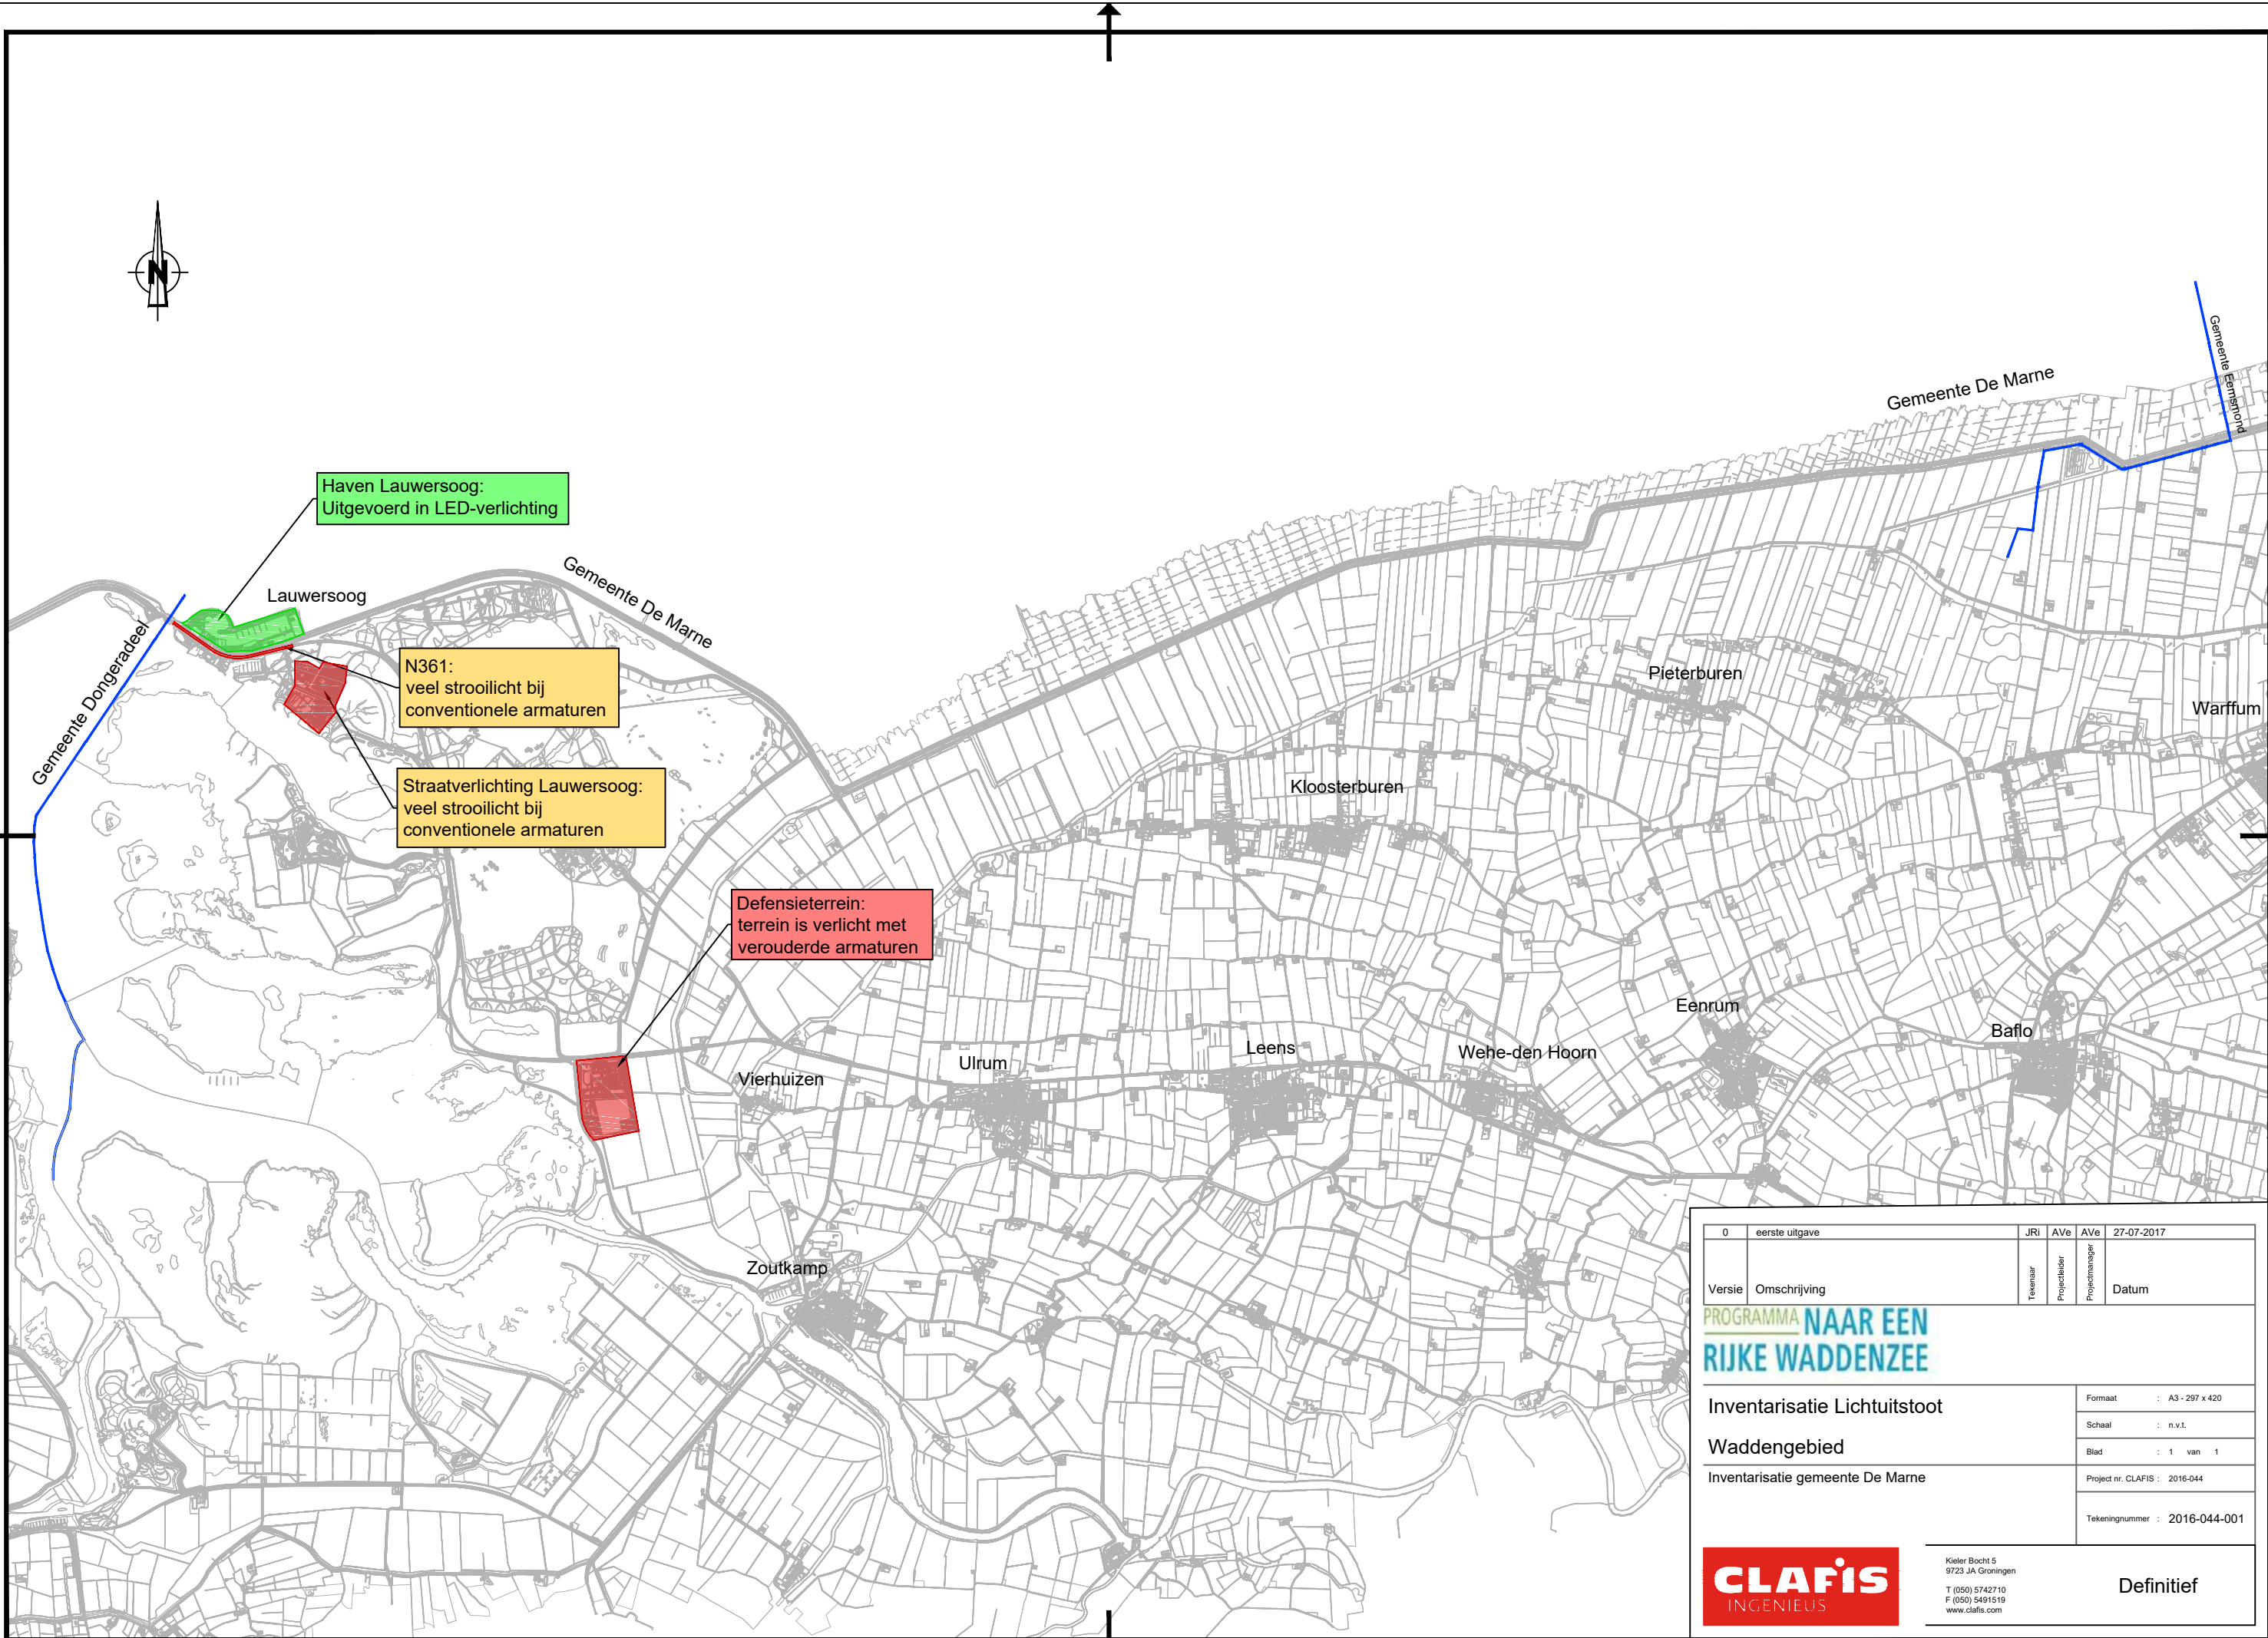 N
Haven Lauwersoog:
Uitgevoerd in LED-verlichting
Lauwersoog
Gemeente De Marne
Gemeente Dongeradeel
N361:
veel strooilicht bij
conventionele armaturen
Straatverlichting Lauwersoog:
veel strooilicht bij
conventionele armaturen
Defensieterrein:
terrein is verlicht met
verouderde armaturen
Gemeente De Marne
Gemeente Eemsmond
Pieterburen
Warffum
Kloosterburen
Eenrum
Baflo
Wehe-den Hoorn
Leens
Ulrum
Vierhuizen
Zoutkamp
0 eerste uitgave JRi AVe AVe 27-07-2017
Versie Omschrijving Tekenaar Projectleider Projectmanager Datum
PROGRAMMA NAAR EEN
RIJKE WADDENZEE
Inventarisatie Lichtuitstoot
Waddengebied
Inventarisatie gemeente De Marne
Formaat : A3 - 297 x 420
Schaal : n.v.t.
Blad : 1 van 1
Project nr. CLAFIS : 2016-044
Tekeningnummer : 2016-044-001
CLAFiS
INGENIEUS
Kieler Bocht 5
9723 JA Groningen
T (050) 5742710
F (050) 5491519
www.clafis.com
Definitief